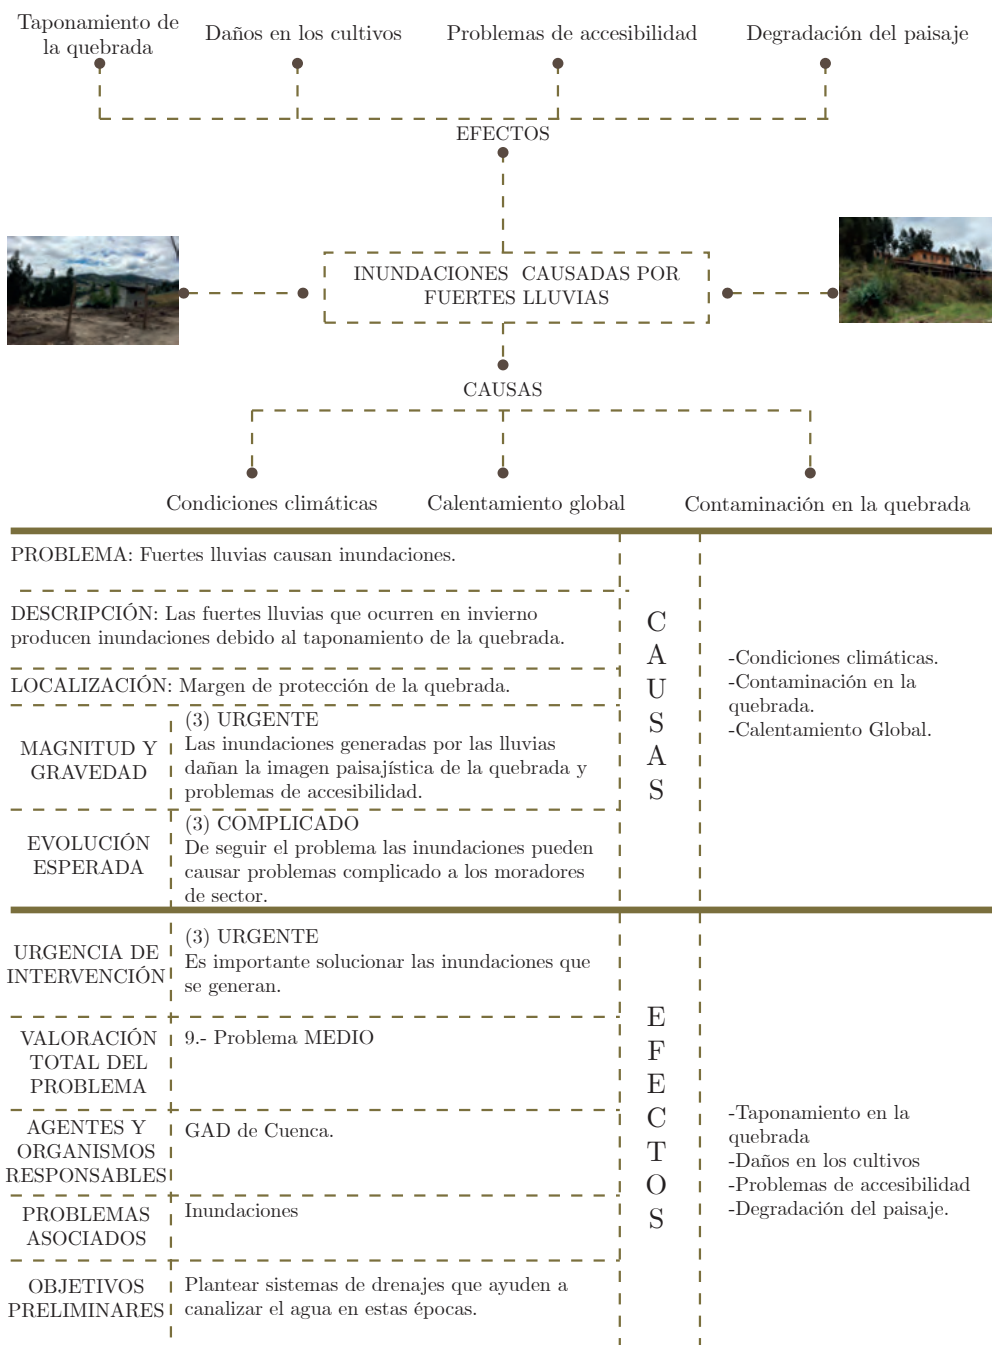 Taponamiento de
la quebrada
Daños en los cultivos
Problemas de accesibilidad
Degradación del paisaje
EFECTOS
INUNDACIONES CAUSADAS POR
FUERTES LLUVIAS
CAUSAS
Condiciones climáticas
Calentamiento global
Contaminación en la quebrada
PROBLEMA: Fuertes lluvias causan inundaciones.
DESCRIPCIÓN: Las fuertes lluvias que ocurren en invierno
producen inundaciones debido al taponamiento de la quebrada.
LOCALIZACIÓN: Margen de protección de la quebrada.
MAGNITUD Y
GRAVEDAD
(3) URGENTE
Las inundaciones generadas por las lluvias
dañan la imagen paisajística de la quebrada y
problemas de accesibilidad.
EVOLUCIÓN
ESPERADA
(3) COMPLICADO
De seguir el problema las inundaciones pueden
causar problemas complicado a los moradores
de sector.
C
A
U
S
A
S
-Condiciones climáticas.
-Contaminación en la
quebrada.
-Calentamiento Global.
URGENCIA DE
INTERVENCIÓN
(3) URGENTE
Es importante solucionar las inundaciones que
se generan.
VALORACIÓN
TOTAL DEL
PROBLEMA
9.- Problema MEDIO
AGENTES Y
ORGANISMOS
RESPONSABLES
GAD de Cuenca.
PROBLEMAS
ASOCIADOS
Inundaciones
OBJETIVOS
PRELIMINARES
Plantear sistemas de drenajes que ayuden a
canalizar el agua en estas épocas.
E
F
E
C
T
O
S
-Taponamiento en la
quebrada
-Daños en los cultivos
-Problemas de accesibilidad
-Degradación del paisaje.